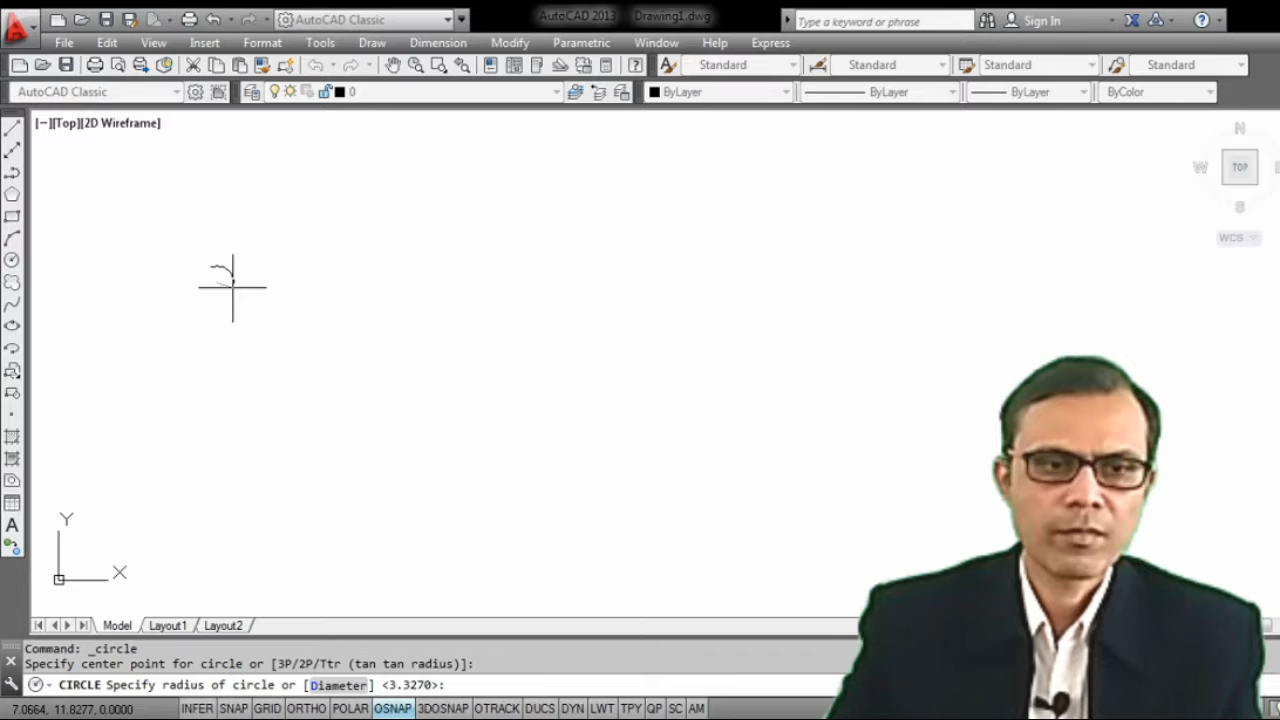 AutoCAD Classic
AutoCAD 2013 Drawing1.dwg
Type a keyword or phrase
Sign In
File Edit View Insert Format Tools Draw Dimension Modify Parametric Window Help Express
Standard Standard Standard Standard
AutoCAD Classic 0 ByLayer ByLayer ByLayer ByColor
[−][Top][2D Wireframe]
N
W TOP
S
WCS
A
Y
X
Model Layout1 Layout2
Command: _circle
Specify center point for circle or [3P/2P/Ttr (tan tan radius)]:
CIRCLE Specify radius of circle or [Diameter] <3.3270>:
7.0664, 11.8277, 0.0000 INFER SNAP GRID ORTHO POLAR OSNAP 3DOSNAP OTRACK DUCS DYN LWT TPY QP SC AM